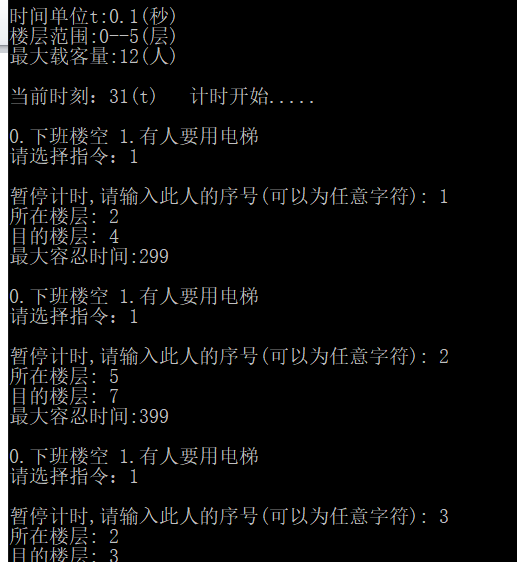 时间单位t:0.1(秒)
楼层范围:0--5(层)
最大载客量:12(人)
当前时刻: 31(t) 计时开始.....
0.下班楼空 1.有人要用电梯
请选择指令: 1
暂停计时,请输入此人的序号(可以为任意字符): 1
所在楼层: 2
目的楼层: 4
最大容忍时间:299
0.下班楼空 1.有人要用电梯
请选择指令: 1
暂停计时,请输入此人的序号(可以为任意字符): 2
所在楼层: 5
目的楼层: 7
最大容忍时间:399
0.下班楼空 1.有人要用电梯
请选择指令: 1
暂停计时,请输入此人的序号(可以为任意字符): 3
所在楼层: 2
目的楼层: 3